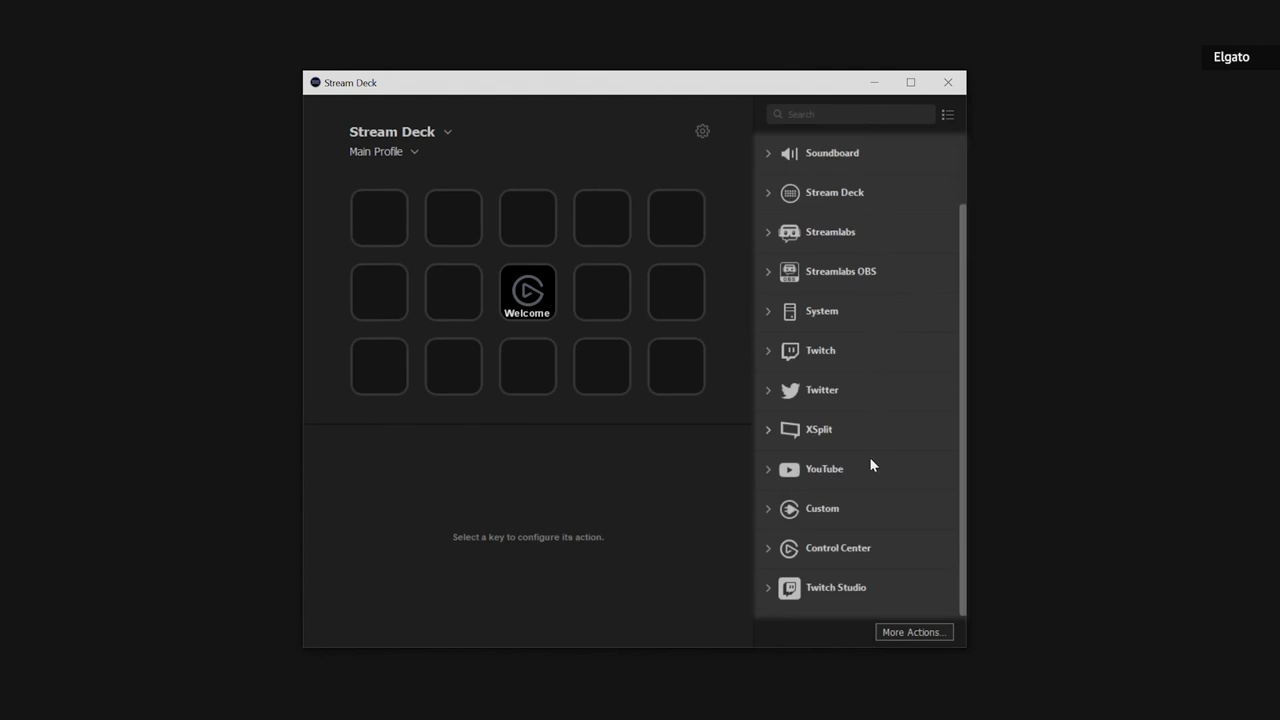 Elgato
Stream Deck
Stream Deck
Main Profile
Welcome
Select a key to configure its action.
Search
Soundboard
Stream Deck
Streamlabs
Streamlabs OBS
System
Twitch
Twitter
XSplit
YouTube
Custom
Control Center
Twitch Studio
More Actions...